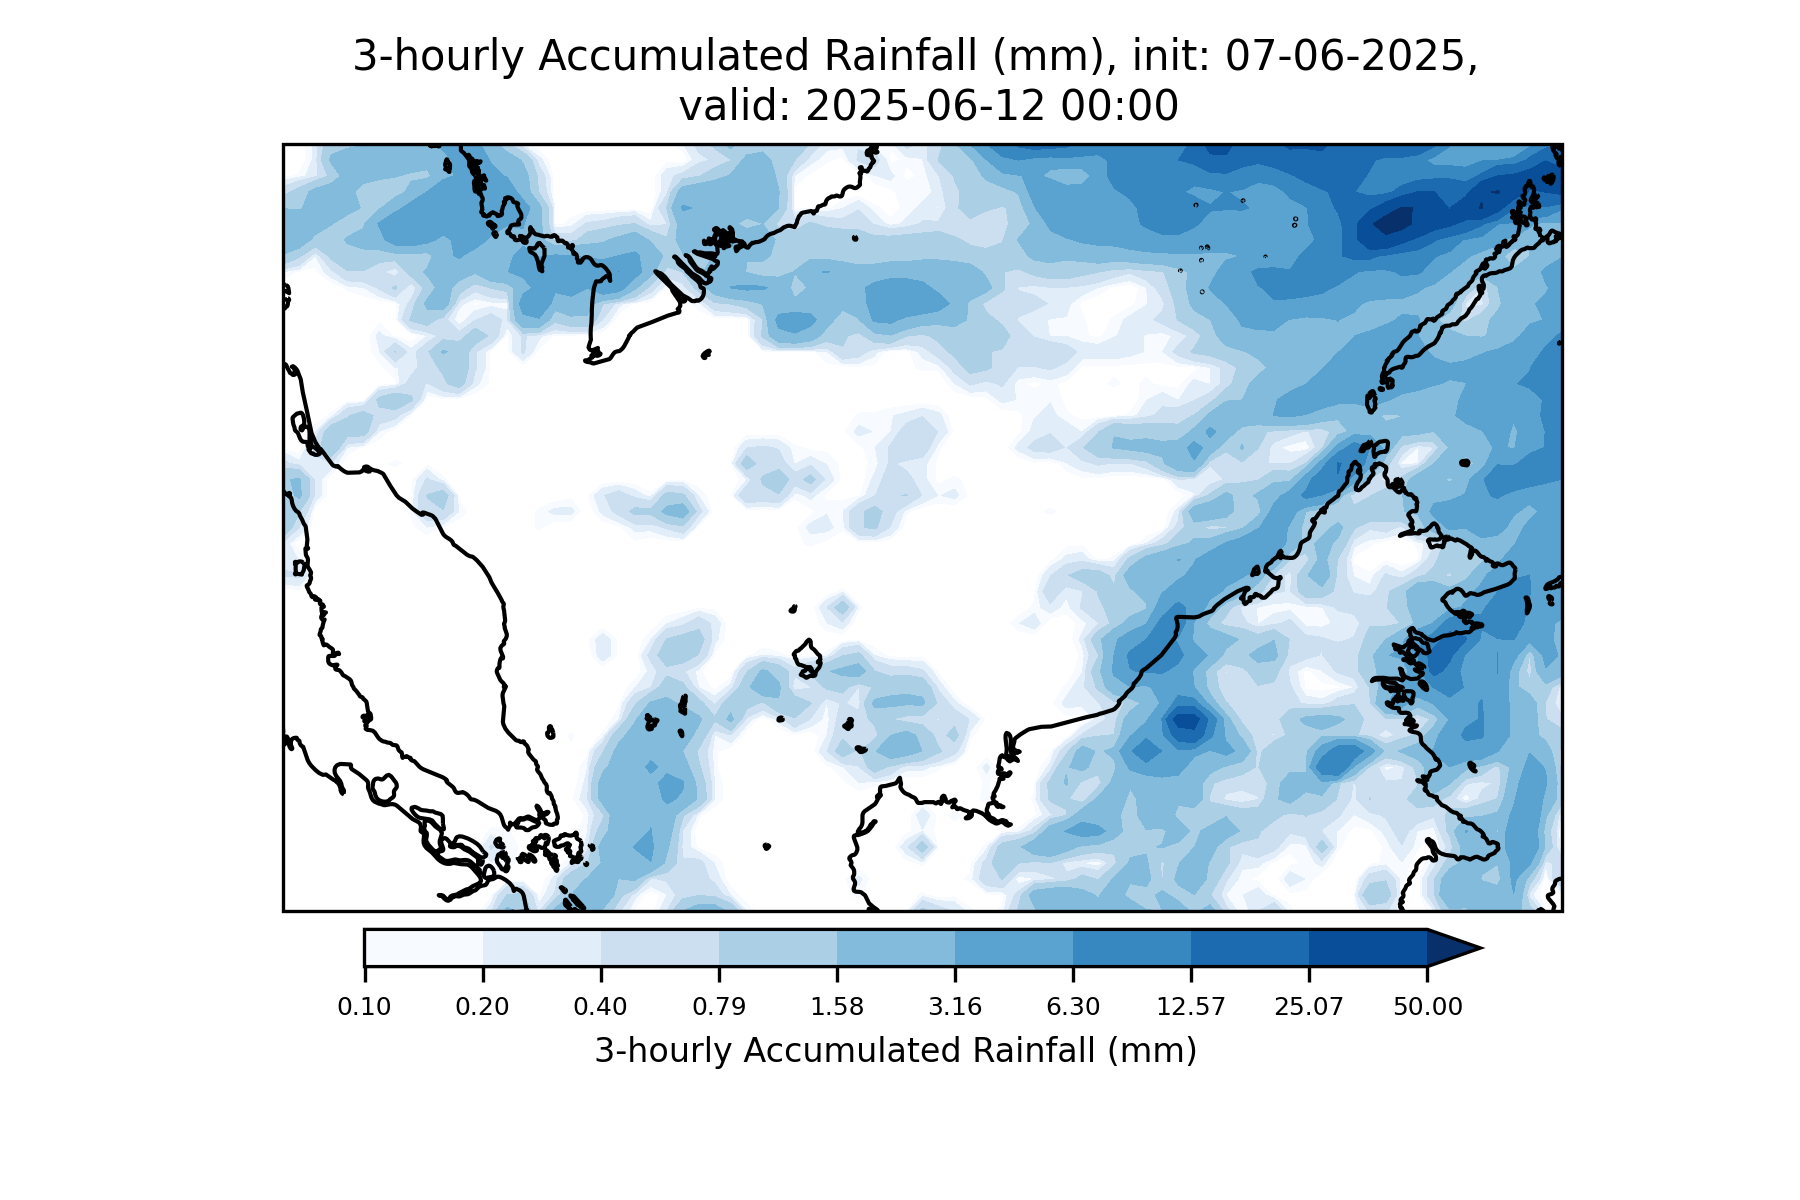 3-hourly Accumulated Rainfall (mm), init: 07-06-2025,
valid: 2025-06-12 00:00
0.10 0.20 0.40 0.79 1.58 3.16 6.30 12.57 25.07 50.00
3-hourly Accumulated Rainfall (mm)